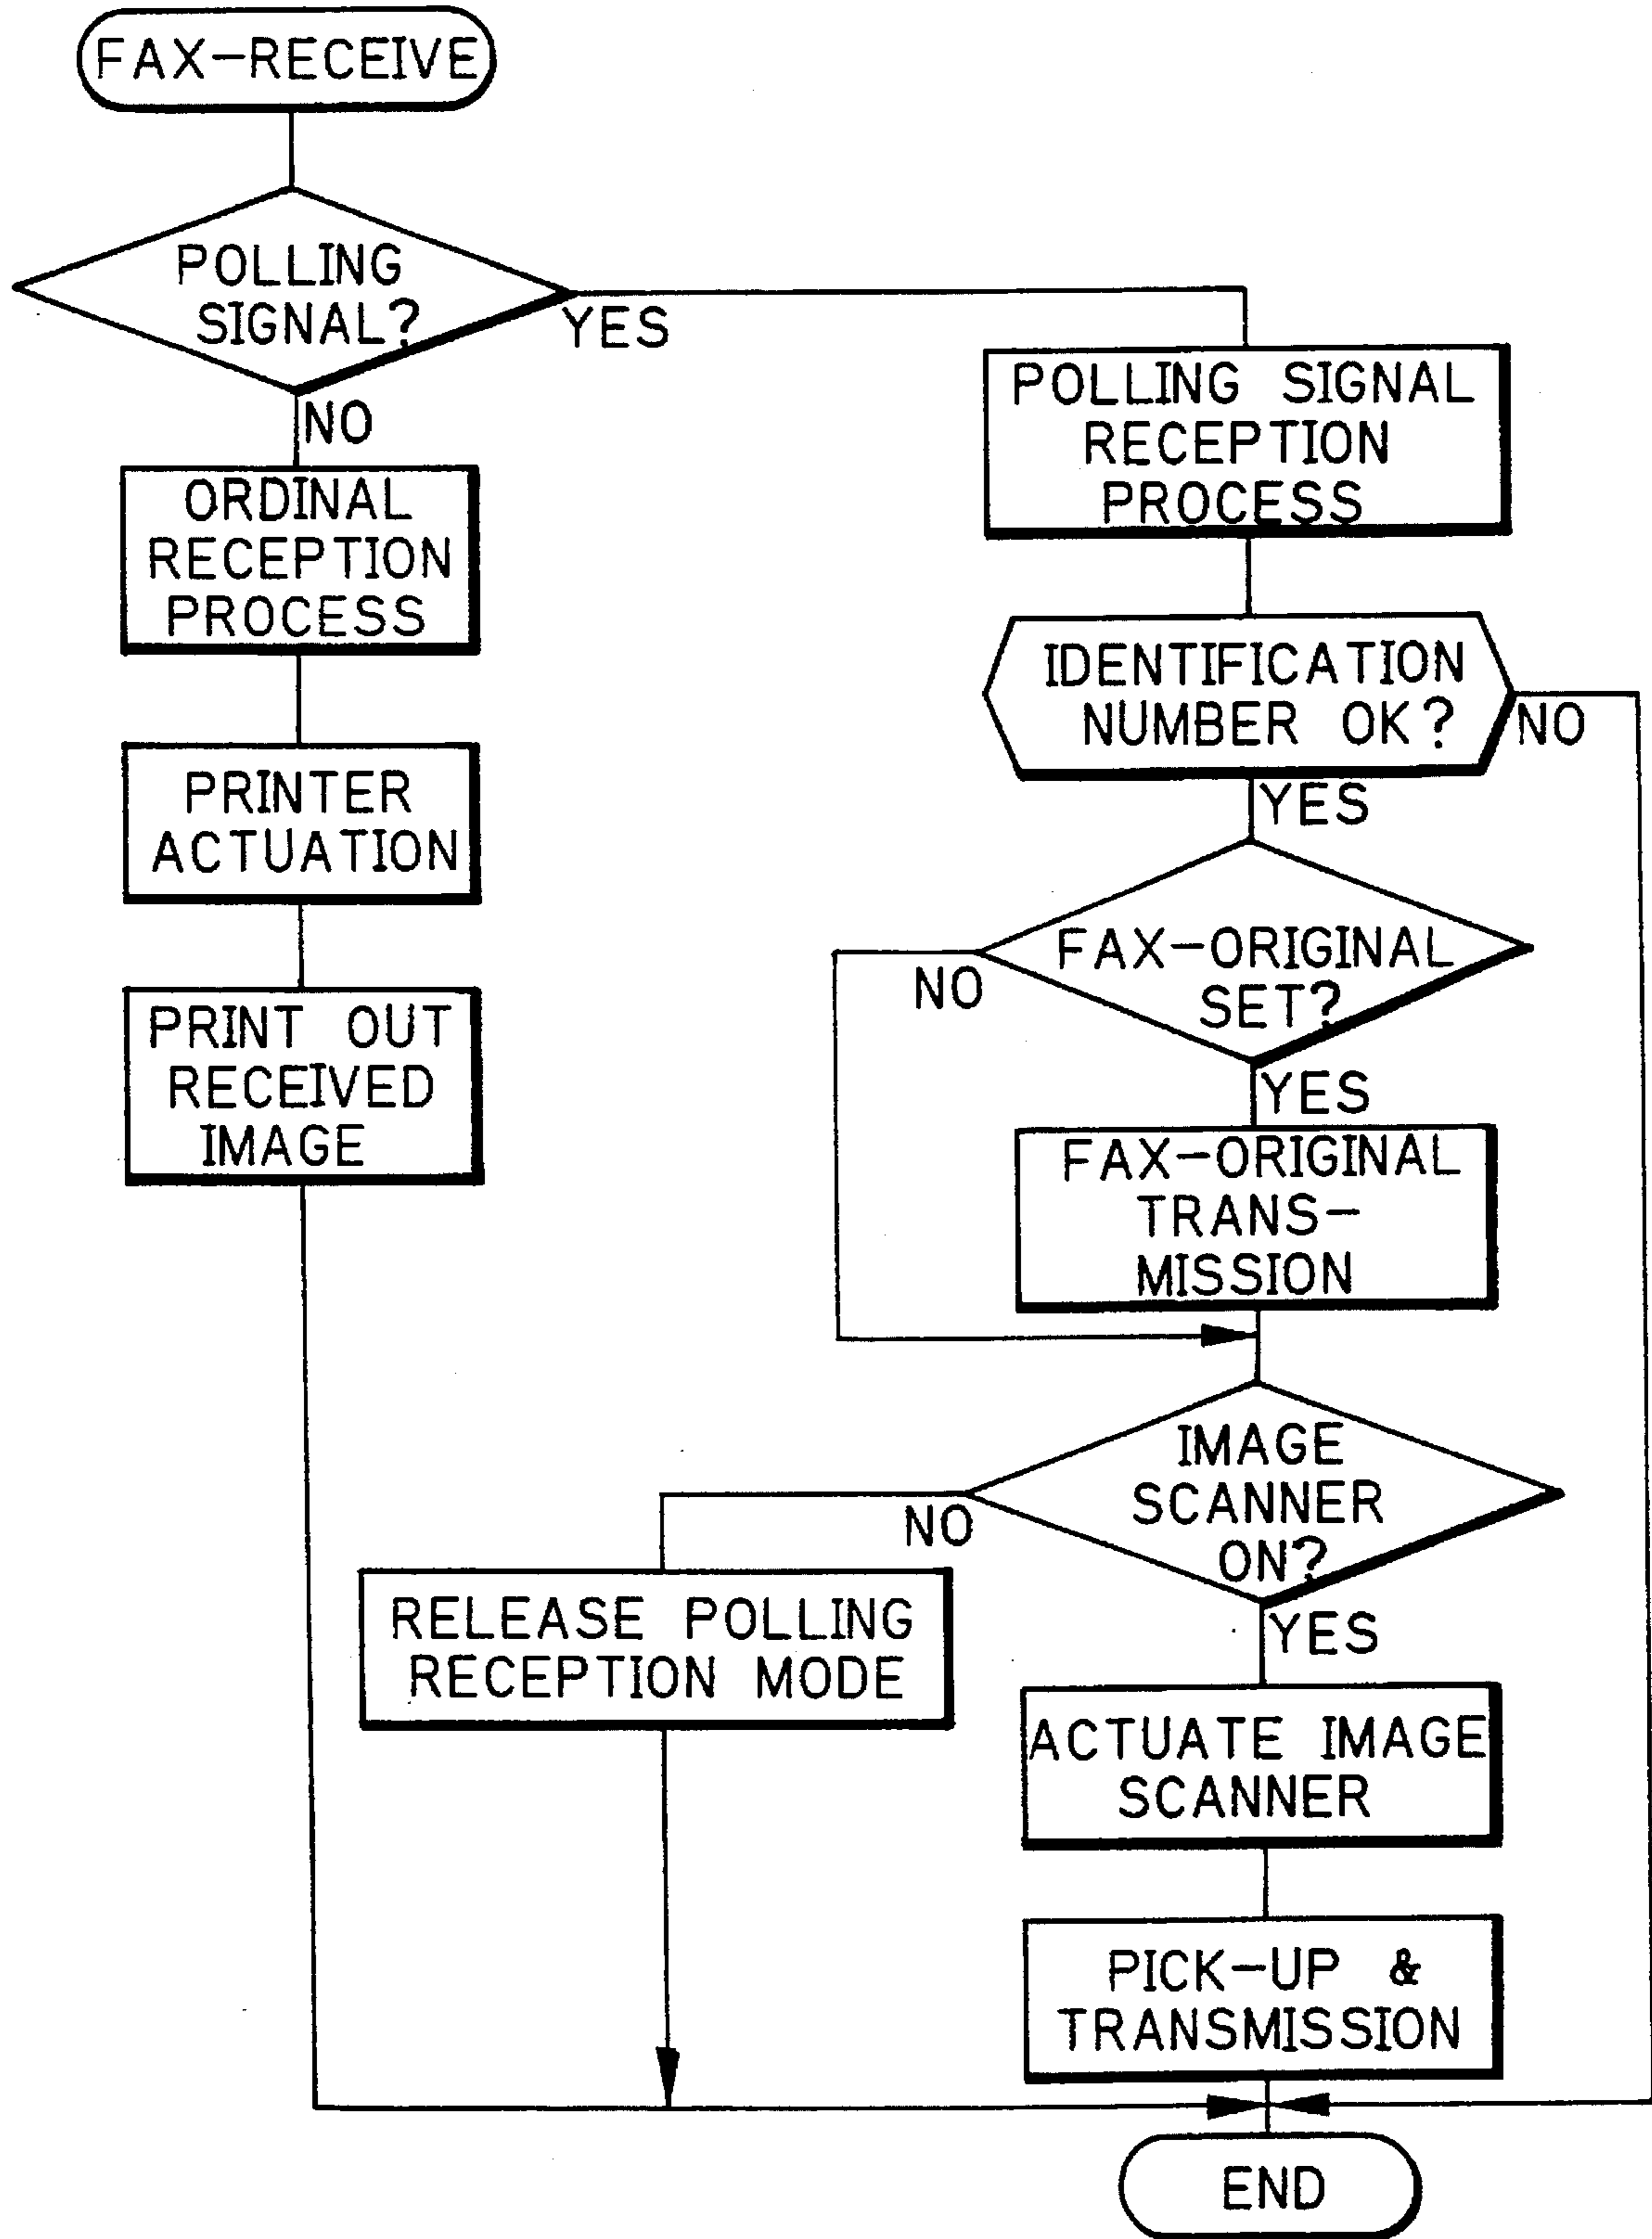 FAX-RECEIVE
POLLING
SIGNAL?
YES
NO
ORDINAL
RECEPTION
PROCESS
PRINTER
ACTUATION
PRINT OUT
RECEIVED
IMAGE
POLLING SIGNAL
RECEPTION
PROCESS
IDENTIFICATION
NUMBER OK?
NO
YES
FAX-ORIGINAL
SET?
NO
YES
FAX-ORIGINAL
TRANS-
MISSION
IMAGE
SCANNER
ON?
NO
YES
RELEASE POLLING
RECEPTION MODE
ACTUATE IMAGE
SCANNER
PICK-UP &
TRANSMISSION
END